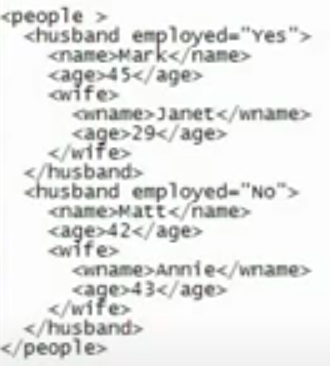 <people >
<husband employed="Yes">
<name>Mark</name>
<age>45</age>
<wife>
<wname>Janet</wname>
<age>29</age>
</wife>
</husband>
<husband employed="No">
<name>Matt</name>
<age>42</age>
<wife>
<wname>Annie</wname>
<age>43</age>
</wife>
</husband>
</people>